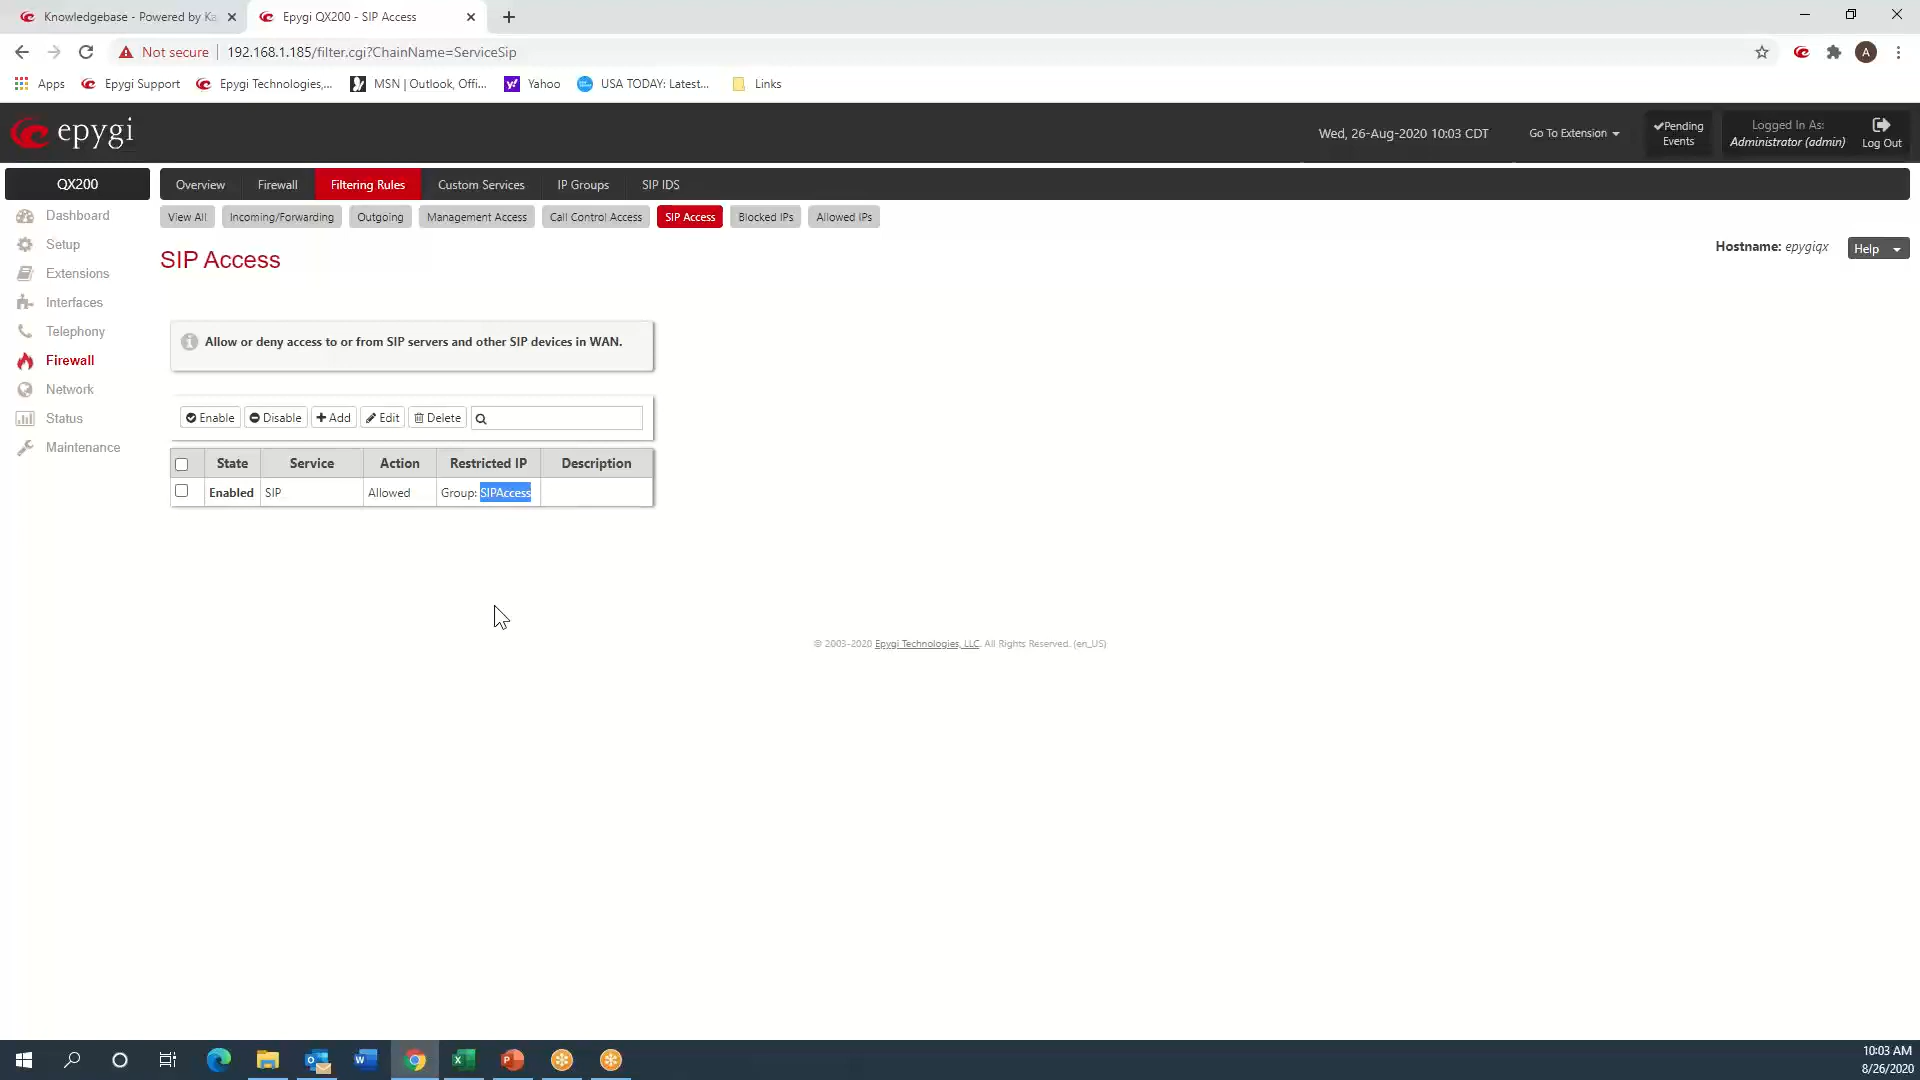 Knowledgebase - Powered by Ka
Epygi QX200 - SIP Access
Not secure
192.168.1.185/filter.cgi?ChainName=ServiceSip
A
Apps
Epygi Support
Epygi Technologies,...
MSN | Outlook, Offi...
Yahoo
USA TODAY: Latest...
Links
epygi
Wed, 26-Aug-2020 10:03 CDT
Go To Extension
Pending
Events
Logged In As:
Administrator (admin)
Log Out
QX200
Overview
Firewall
Filtering Rules
Custom Services
IP Groups
SIP IDS
Dashboard
Setup
Extensions
Interfaces
Telephony
Firewall
Network
Status
Maintenance
View All
Incoming/Forwarding
Outgoing
Management Access
Call Control Access
SIP Access
Blocked IPs
Allowed IPs
SIP Access
Hostname: epygiqx
Help
Allow or deny access to or from SIP servers and other SIP devices in WAN.
Enable
Disable
Add
Edit
Delete
State Service Action Restricted IP Description
Enabled SIP Allowed Group: SIPAccess
© 2003-2020 Epygi Technologies, LLC. All Rights Reserved. (en_US)
10:03 AM
8/26/2020